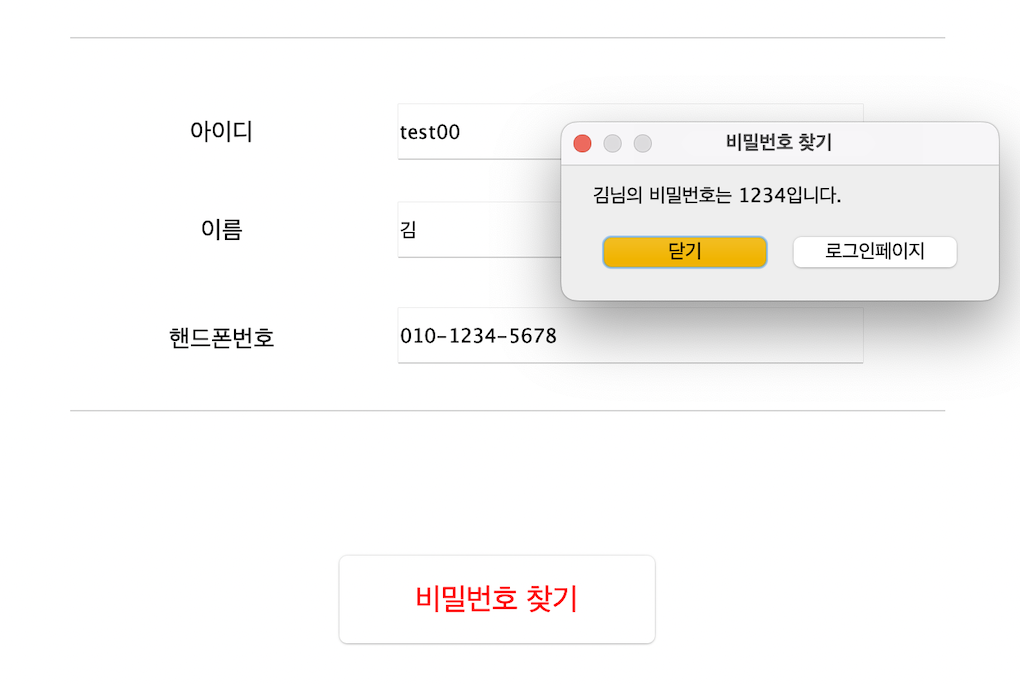 아이디
test00
비밀번호 찾기
김님의 비밀번호는 1234입니다.
닫기
로그인페이지
이름
김
핸드폰번호
010-1234-5678
비밀번호 찾기